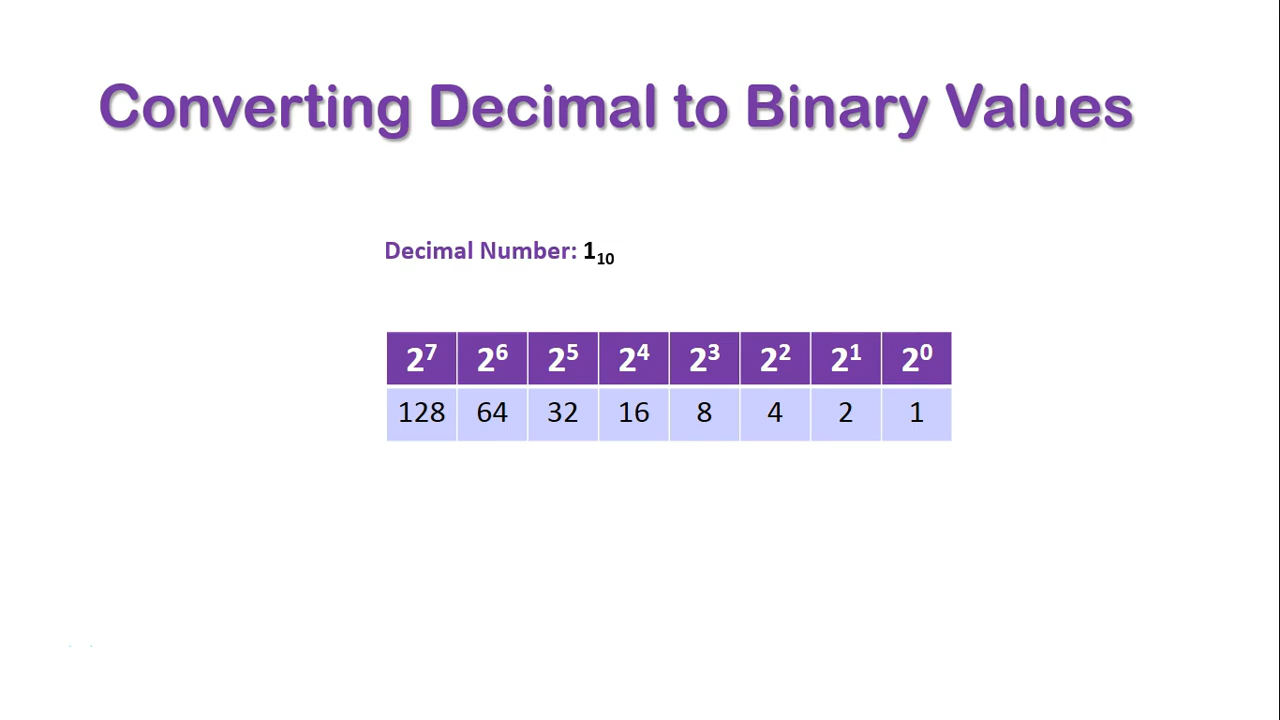 Converting Decimal to Binary Values
Decimal Number: 1₁₀
2⁷ 2⁶ 2⁵ 2⁴ 2³ 2² 2¹ 2⁰
128 64 32 16 8 4 2 1